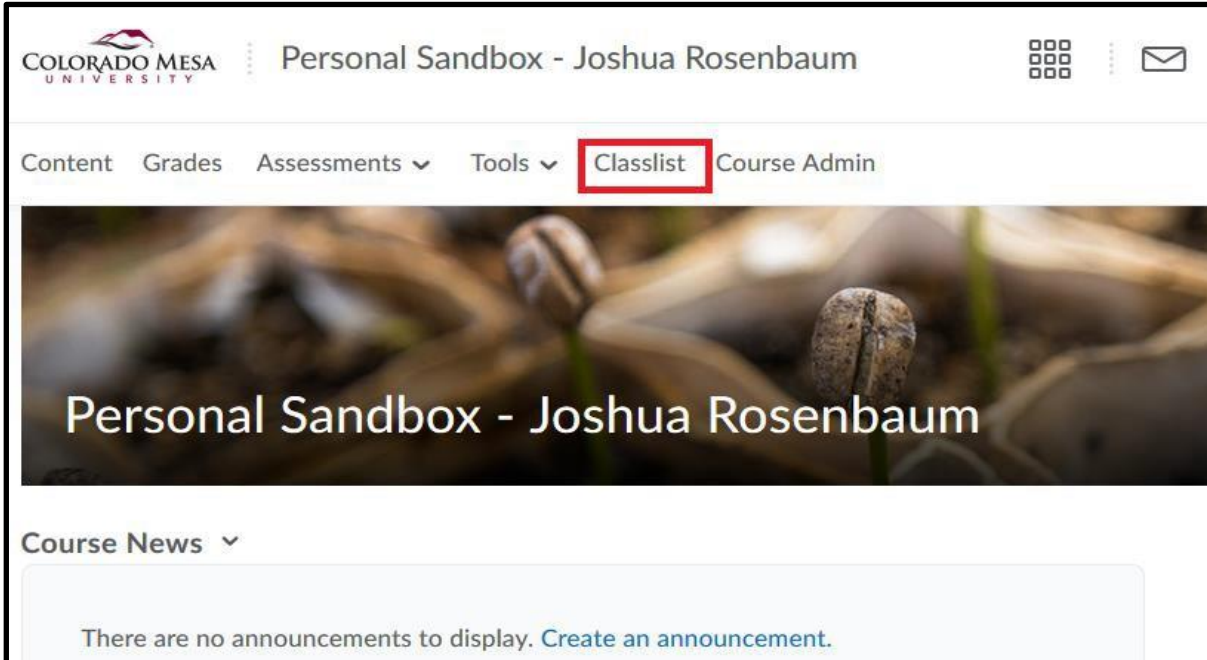 COLORADO MESA
UNIVERSITY
Personal Sandbox - Joshua Rosenbaum
Content Grades Assessments Tools Classlist Course Admin
Personal Sandbox - Joshua Rosenbaum
Course News
There are no announcements to display. Create an announcement.